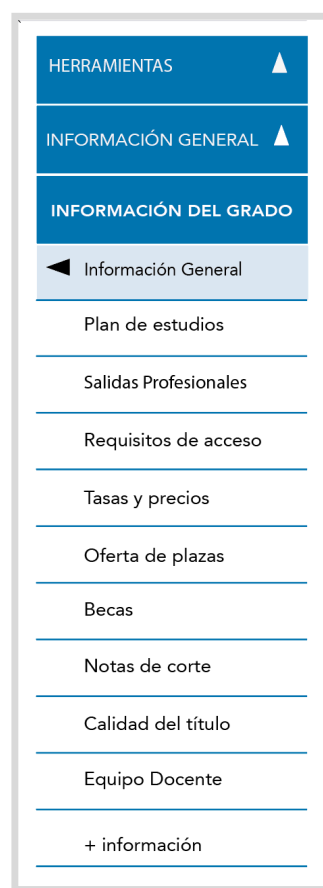 HERRAMIENTAS
INFORMACIÓN GENERAL
INFORMACIÓN DEL GRADO
Información General
Plan de estudios
Salidas Profesionales
Requisitos de acceso
Tasas y precios
Oferta de plazas
Becas
Notas de corte
Calidad del título
Equipo Docente
+ información